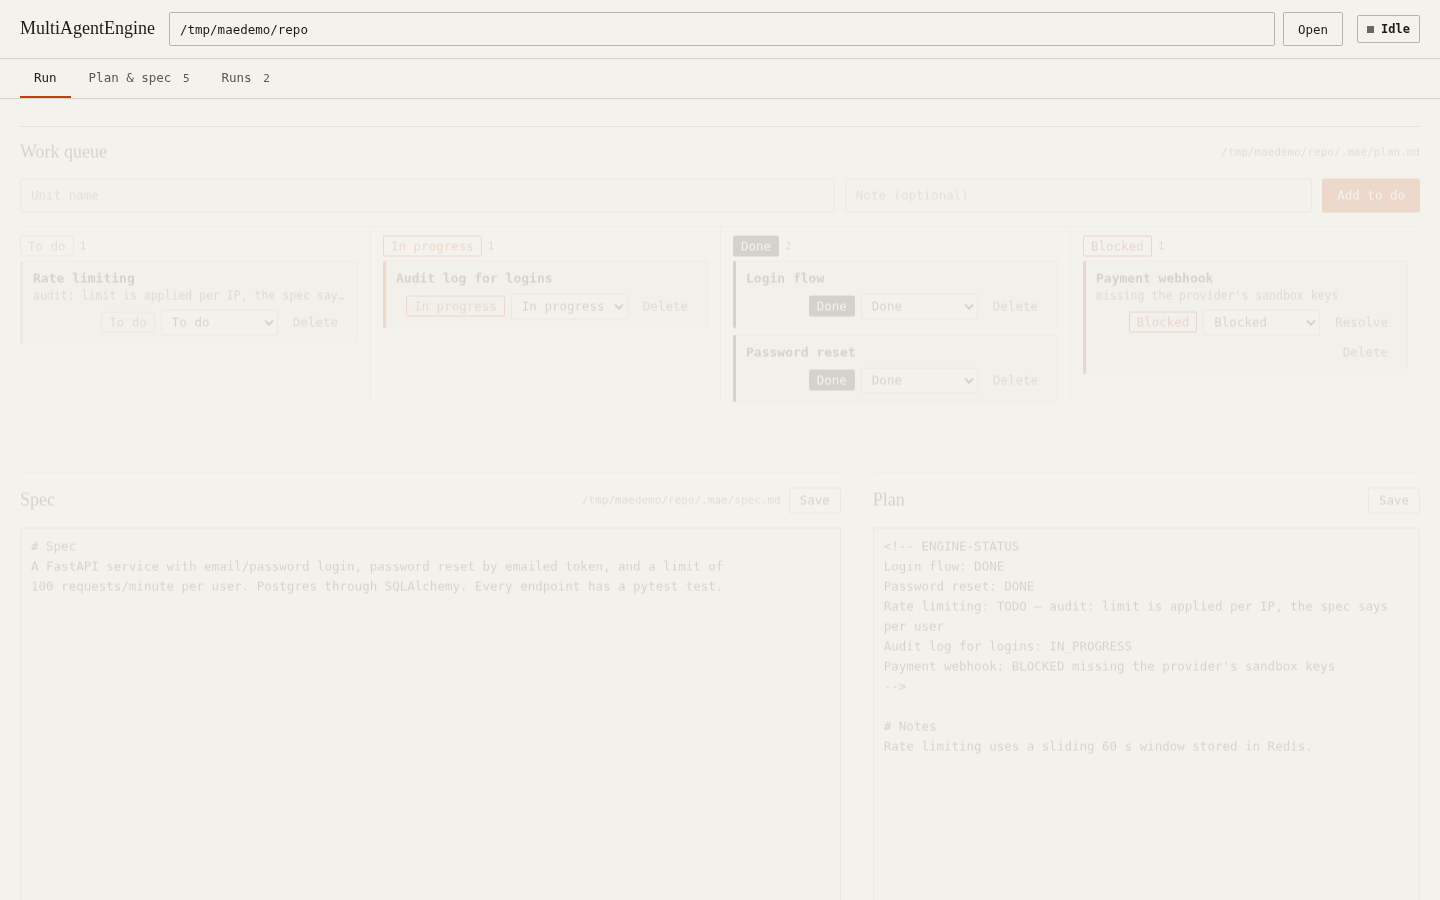 MultiAgentEngine
/tmp/maedemo/repo
Open
Idle
Run
Plan & spec 5
Runs 2
Work queue
/tmp/maedemo/repo/.mae/plan.md
Unit name
Note (optional)
Add to do
To do 1
In progress 1
Done 2
Blocked 1
Rate limiting
audit: limit is applied per IP, the spec say…
To do
To do
Delete
Audit log for logins
In progress
In progress
Delete
Login flow
Done
Done
Delete
Password reset
Done
Done
Delete
Payment webhook
missing the provider's sandbox keys
Blocked
Blocked
Resolve
Delete
Spec
/tmp/maedemo/repo/.mae/spec.md
Save
# Spec
A FastAPI service with email/password login, password reset by emailed token, and a limit of
100 requests/minute per user. Postgres through SQLAlchemy. Every endpoint has a pytest test.
Plan
Save
<!-- ENGINE-STATUS
Login flow: DONE
Password reset: DONE
Rate limiting: TODO — audit: limit is applied per IP, the spec says
per user
Audit log for logins: IN_PROGRESS
Payment webhook: BLOCKED missing the provider's sandbox keys
-->
# Notes
Rate limiting uses a sliding 60 s window stored in Redis.